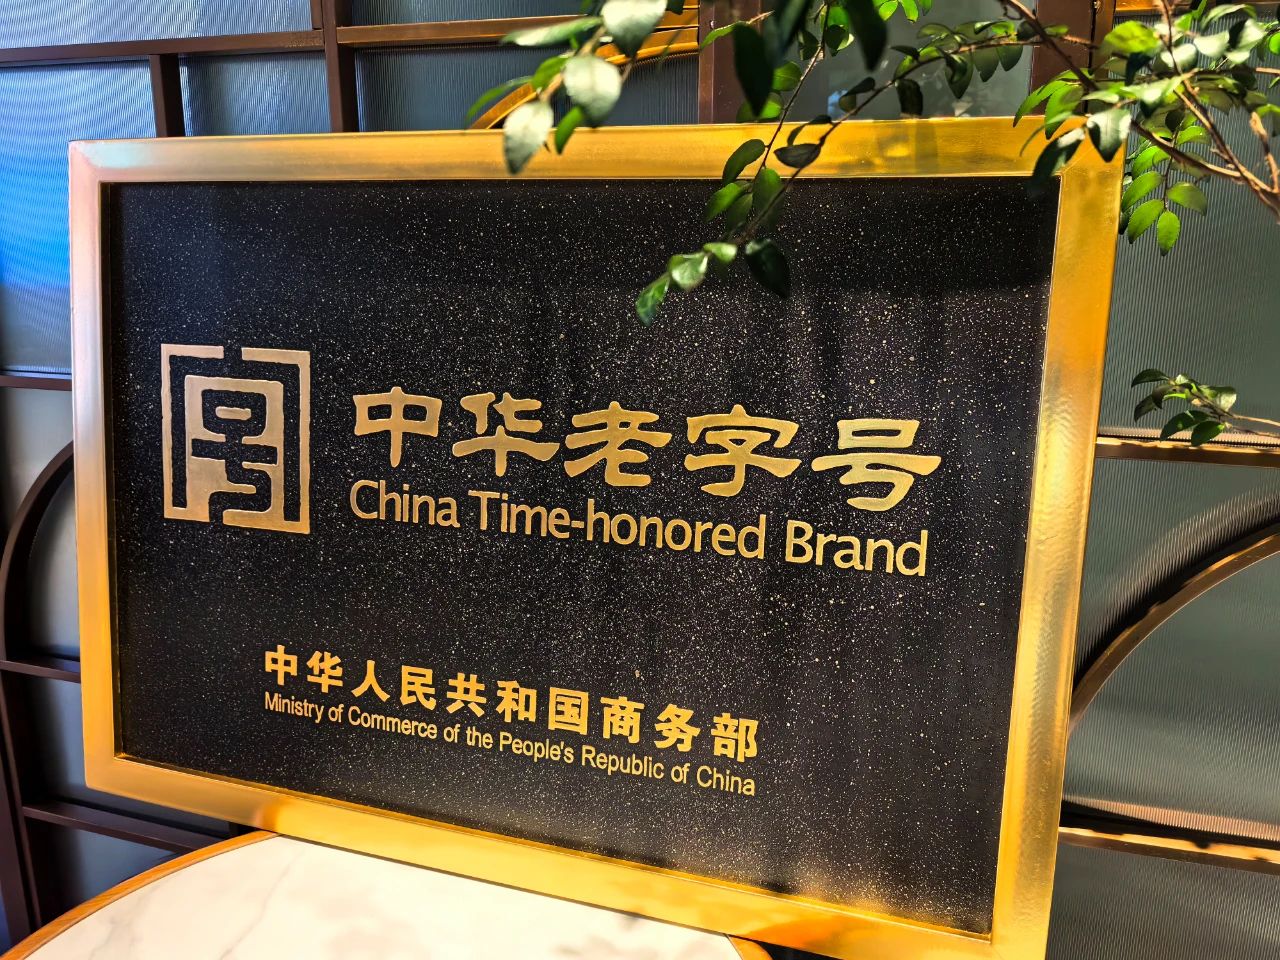 中华老字号
China Time-honored Brand
中华人民共和国商务部
Ministry of Commerce of the People's Republic of China